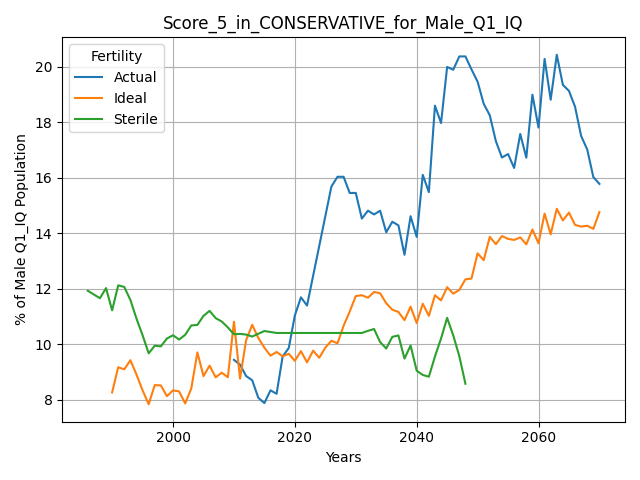 Score_5_in_CONSERVATIVE_for_Male_Q1_IQ
Fertility
Actual
Ideal
Sterile
% of Male Q1_IQ Population
20
18
16
14
12
10
8
2000
2020
2040
2060
Years